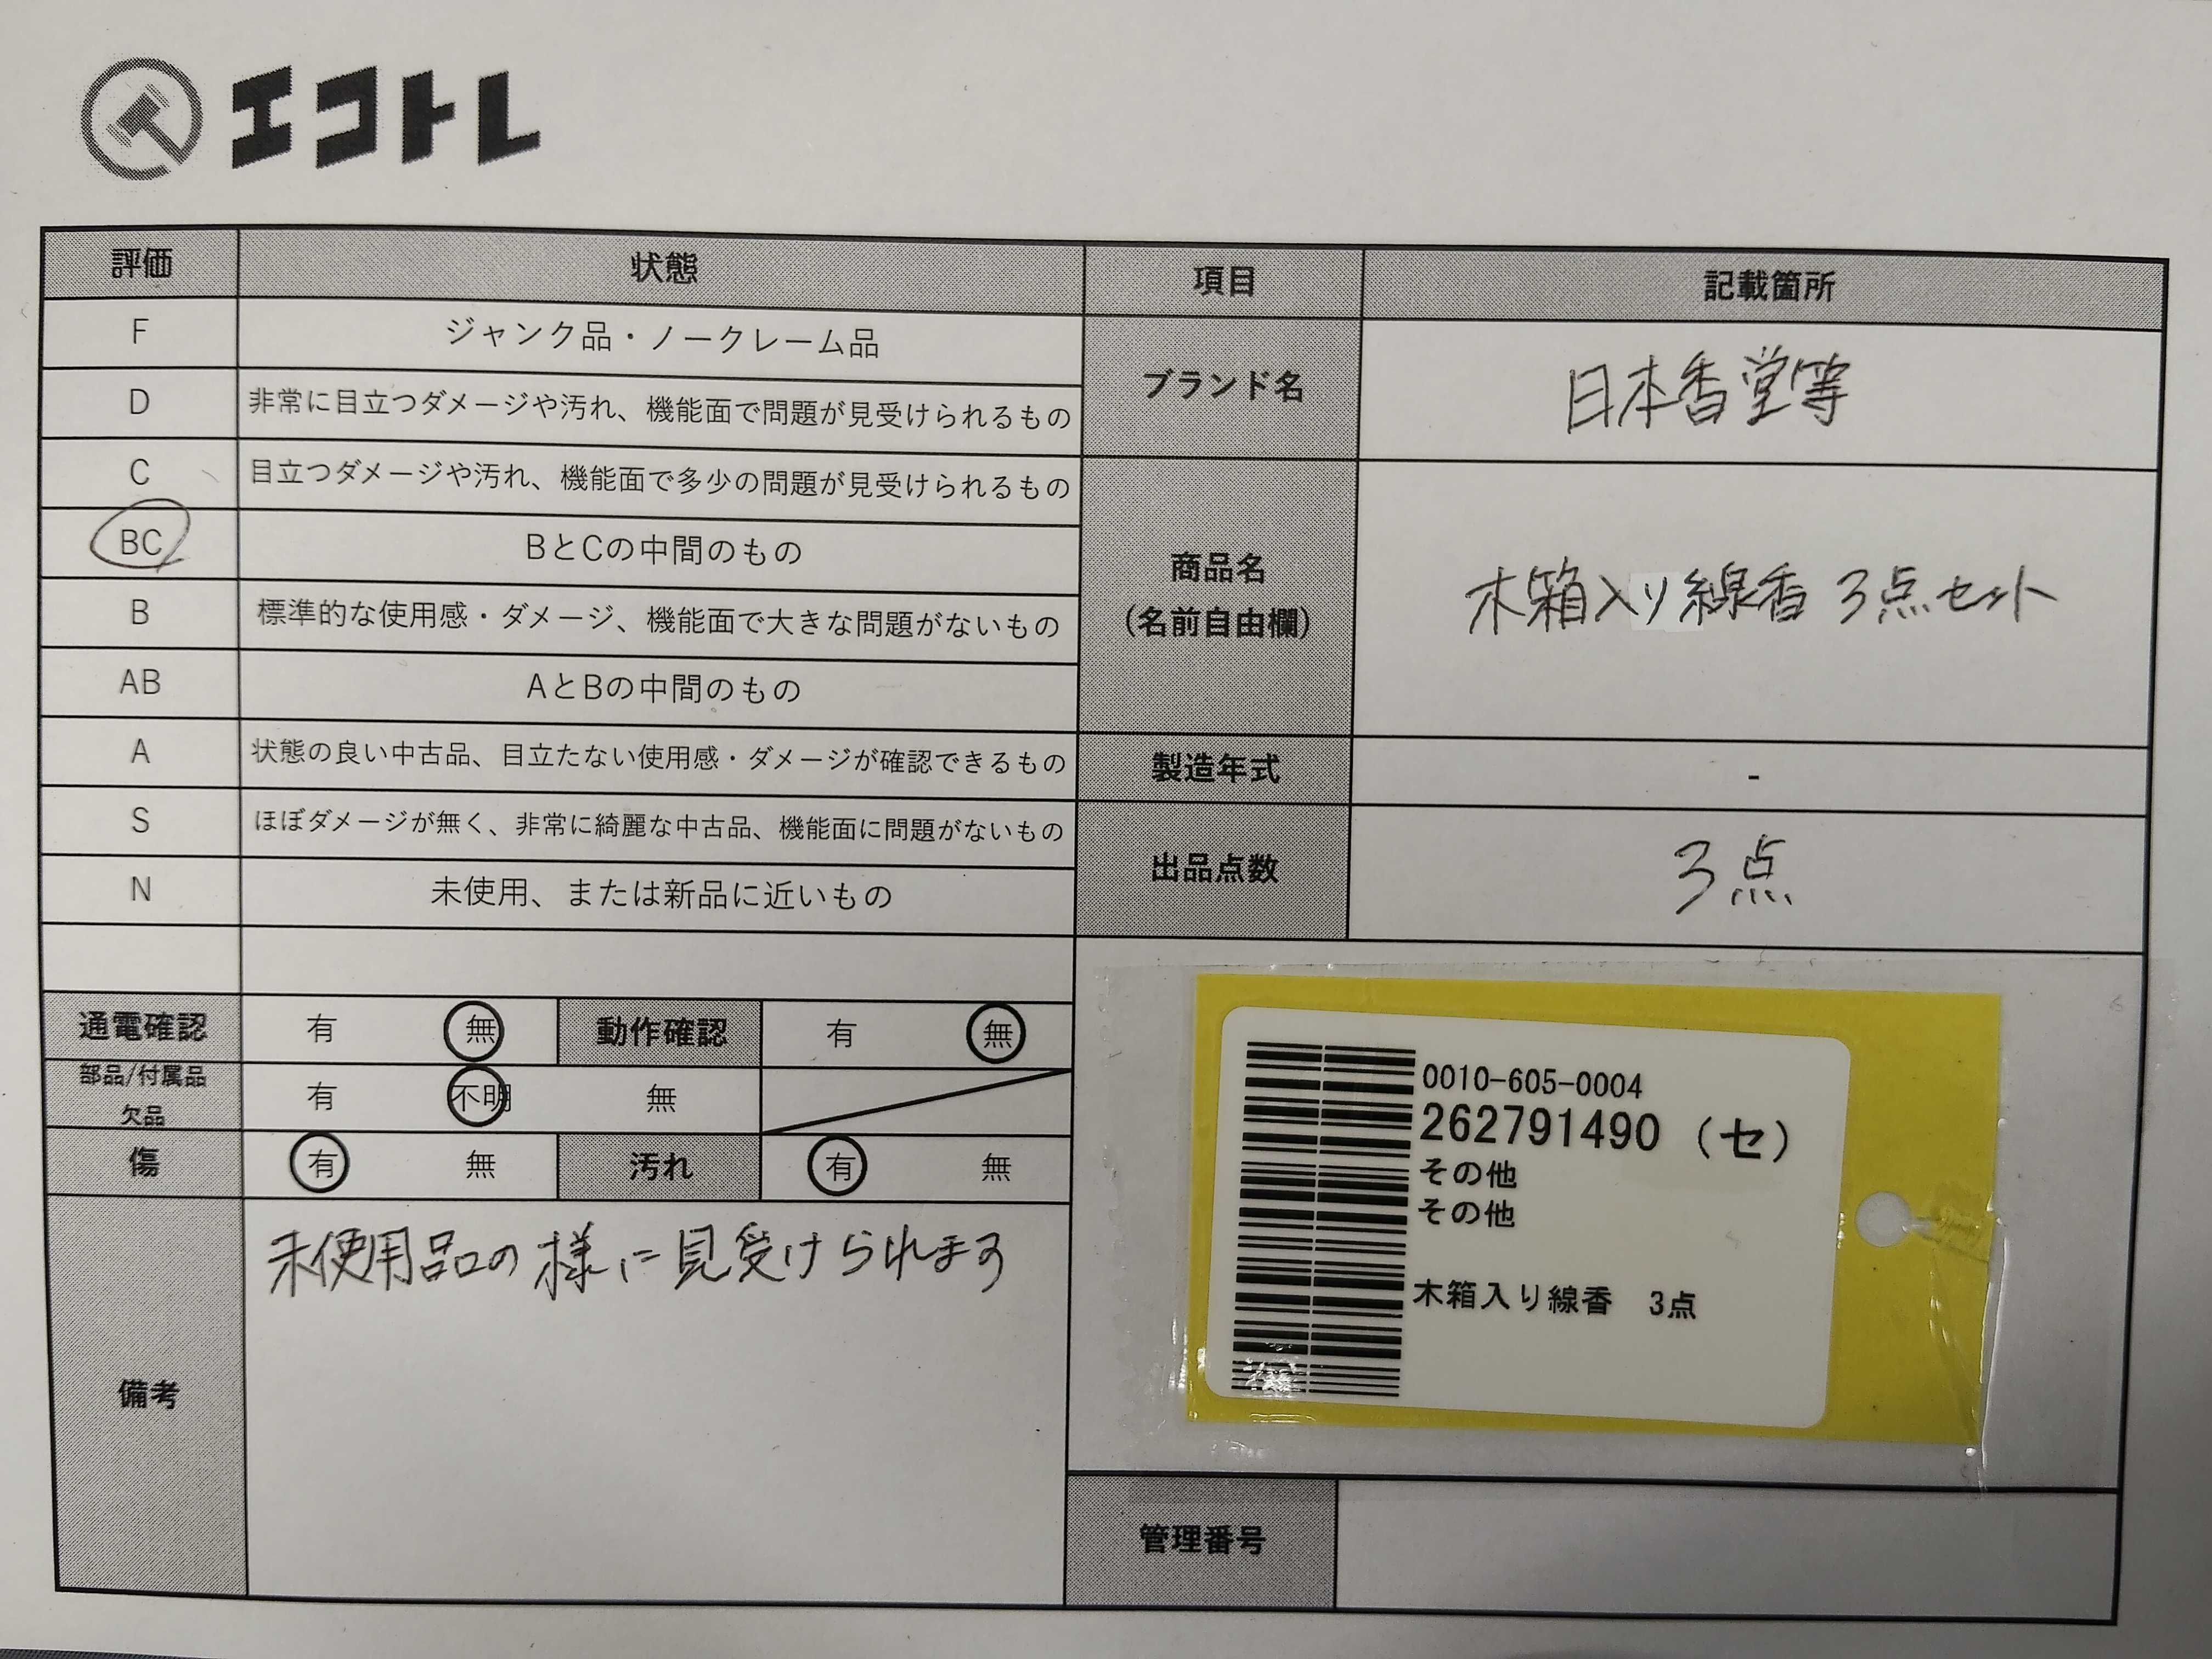 エコトレ
評価 状態 項目 記載箇所
F ジャンク品・ノークレーム品
D 非常に目立つダメージや汚れ、機能面で問題が見受けられるもの
C 目立つダメージや汚れ、機能面で多少の問題が見受けられるもの
BC BとCの中間のもの
B 標準的な使用感・ダメージ、機能面で大きな問題がないもの
AB AとBの中間のもの
A 状態の良い中古品、目立たない使用感・ダメージが確認できるもの
S ほぼダメージが無く、非常に綺麗な中古品、機能面に問題がないもの
N 未使用、または新品に近いもの
ブランド名 日本香堂等
商品名
(名前自由欄)
木箱入り線香 3点セット
製造年式 -
出品点数 3点
通電確認 有 無 動作確認 有 無
部品/付属品
欠品
有 不明 無
傷 有 無 汚れ 有 無
備考
未使用品の様に見受けられます
0010-605-0004
262791490 (セ)
その他
その他
木箱入り線香 3点
管理番号